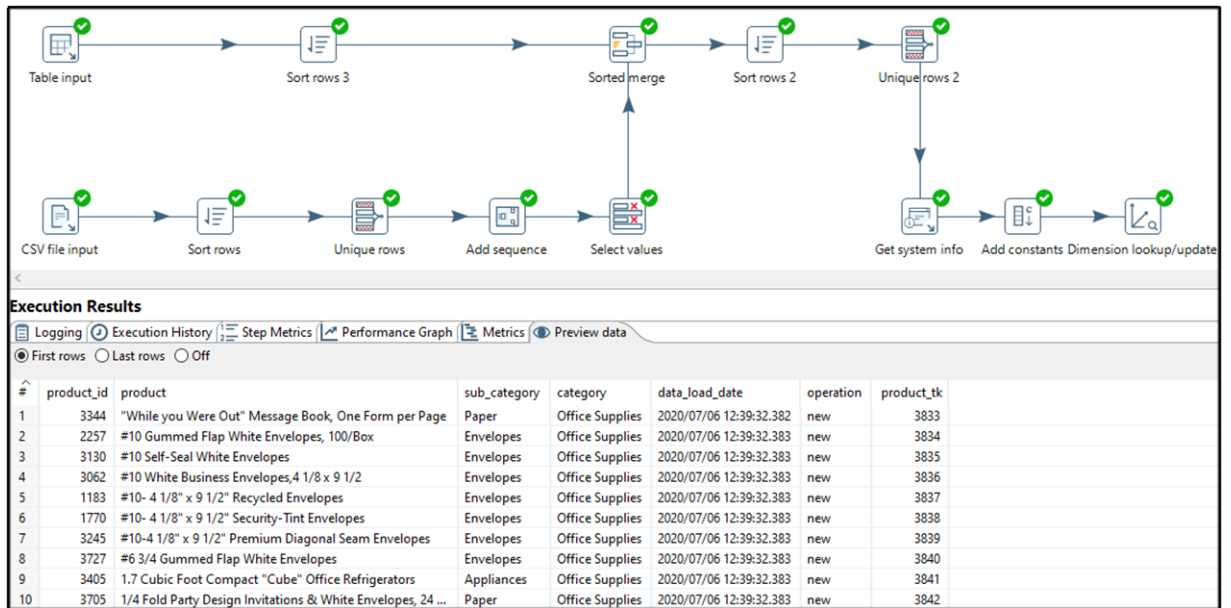 Table input Sort rows 3 Sorted merge Sort rows 2 Unique rows 2
CSV file input Sort rows Unique rows Add sequence Select values Get system info Add constants Dimension lookup/update
Execution Results
Logging Execution History Step Metrics Performance Graph Metrics Preview data
First rows Last rows Off
# product_id product sub_category category data_load_date operation product_tk
1 3344 "While you Were Out" Message Book, One Form per Page Paper Office Supplies 2020/07/06 12:39:32.382 new 3833
2 2257 #10 Gummed Flap White Envelopes, 100/Box Envelopes Office Supplies 2020/07/06 12:39:32.383 new 3834
3 3130 #10 Self-Seal White Envelopes Envelopes Office Supplies 2020/07/06 12:39:32.383 new 3835
4 3062 #10 White Business Envelopes,4 1/8 x 9 1/2 Envelopes Office Supplies 2020/07/06 12:39:32.383 new 3836
5 1183 #10- 4 1/8" x 9 1/2" Recycled Envelopes Envelopes Office Supplies 2020/07/06 12:39:32.383 new 3837
6 1770 #10- 4 1/8" x 9 1/2" Security-Tint Envelopes Envelopes Office Supplies 2020/07/06 12:39:32.383 new 3838
7 3245 #10-4 1/8" x 9 1/2" Premium Diagonal Seam Envelopes Envelopes Office Supplies 2020/07/06 12:39:32.383 new 3839
8 3727 #6 3/4 Gummed Flap White Envelopes Envelopes Office Supplies 2020/07/06 12:39:32.383 new 3840
9 3405 1.7 Cubic Foot Compact "Cube" Office Refrigerators Appliances Office Supplies 2020/07/06 12:39:32.383 new 3841
10 3705 1/4 Fold Party Design Invitations & White Envelopes, 24 ... Paper Office Supplies 2020/07/06 12:39:32.383 new 3842